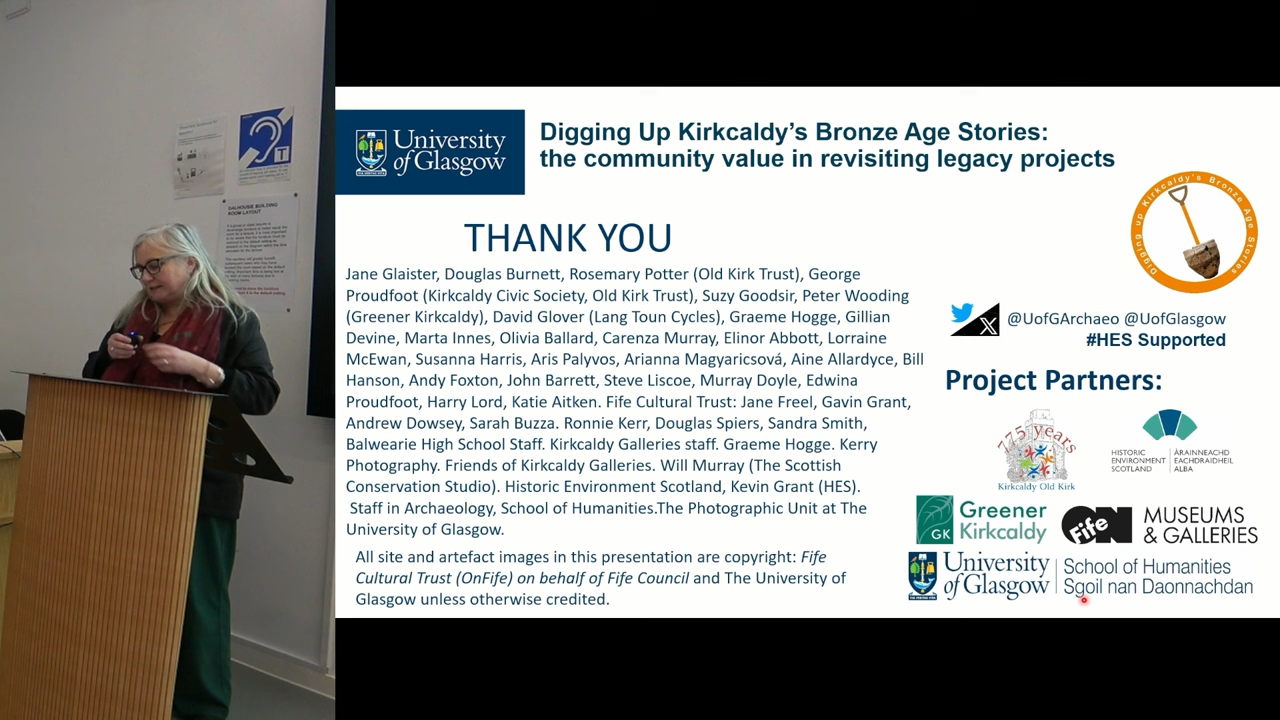 GALHOUSIE BUILDING
ROOM LAYOUT
T
University
of Glasgow
Digging Up Kirkcaldy's Bronze Age Stories:
the community value in revisiting legacy projects
THANK YOU
Jane Glaister, Douglas Burnett, Rosemary Potter (Old Kirk Trust), George
Proudfoot (Kirkcaldy Civic Society, Old Kirk Trust), Suzy Goodsir, Peter Wooding
(Greener Kirkcaldy), David Glover (Lang Toun Cycles), Graeme Hogge, Gillian
Devine, Marta Innes, Olivia Ballard, Carenza Murray, Elinor Abbott, Lorraine
McEwan, Susanna Harris, Aris Palyvos, Arianna Magyaricsová, Aine Allardyce, Bill
Hanson, Andy Foxton, John Barrett, Steve Liscoe, Murray Doyle, Edwina
Proudfoot, Harry Lord, Katie Aitken. Fife Cultural Trust: Jane Freel, Gavin Grant,
Andrew Dowsey, Sarah Buzza. Ronnie Kerr, Douglas Spiers, Sandra Smith,
Balwearie High School Staff. Kirkcaldy Galleries staff. Graeme Hogge. Kerry
Photography. Friends of Kirkcaldy Galleries. Will Murray (The Scottish
Conservation Studio). Historic Environment Scotland, Kevin Grant (HES).
Staff in Archaeology, School of Humanities.The Photographic Unit at The
University of Glasgow.
All site and artefact images in this presentation are copyright: Fife
Cultural Trust (OnFife) on behalf of Fife Council and The University of
Glasgow unless otherwise credited.
Digging up Kirkcaldy's Bronze Age Stories
@UofGArchaeo @UofGlasgow
#HES Supported
Project Partners:
775 years
Kirkcaldy Old Kirk
HISTORIC
ENVIRONMENT
SCOTLAND
ÀRAINNEACHD
EACHDRAIDHEIL
ALBA
GK
Greener
Kirkcaldy
Fife
ON
MUSEUMS
& GALLERIES
University
of Glasgow
School of Humanities
Sgoil nan Daonnachdan